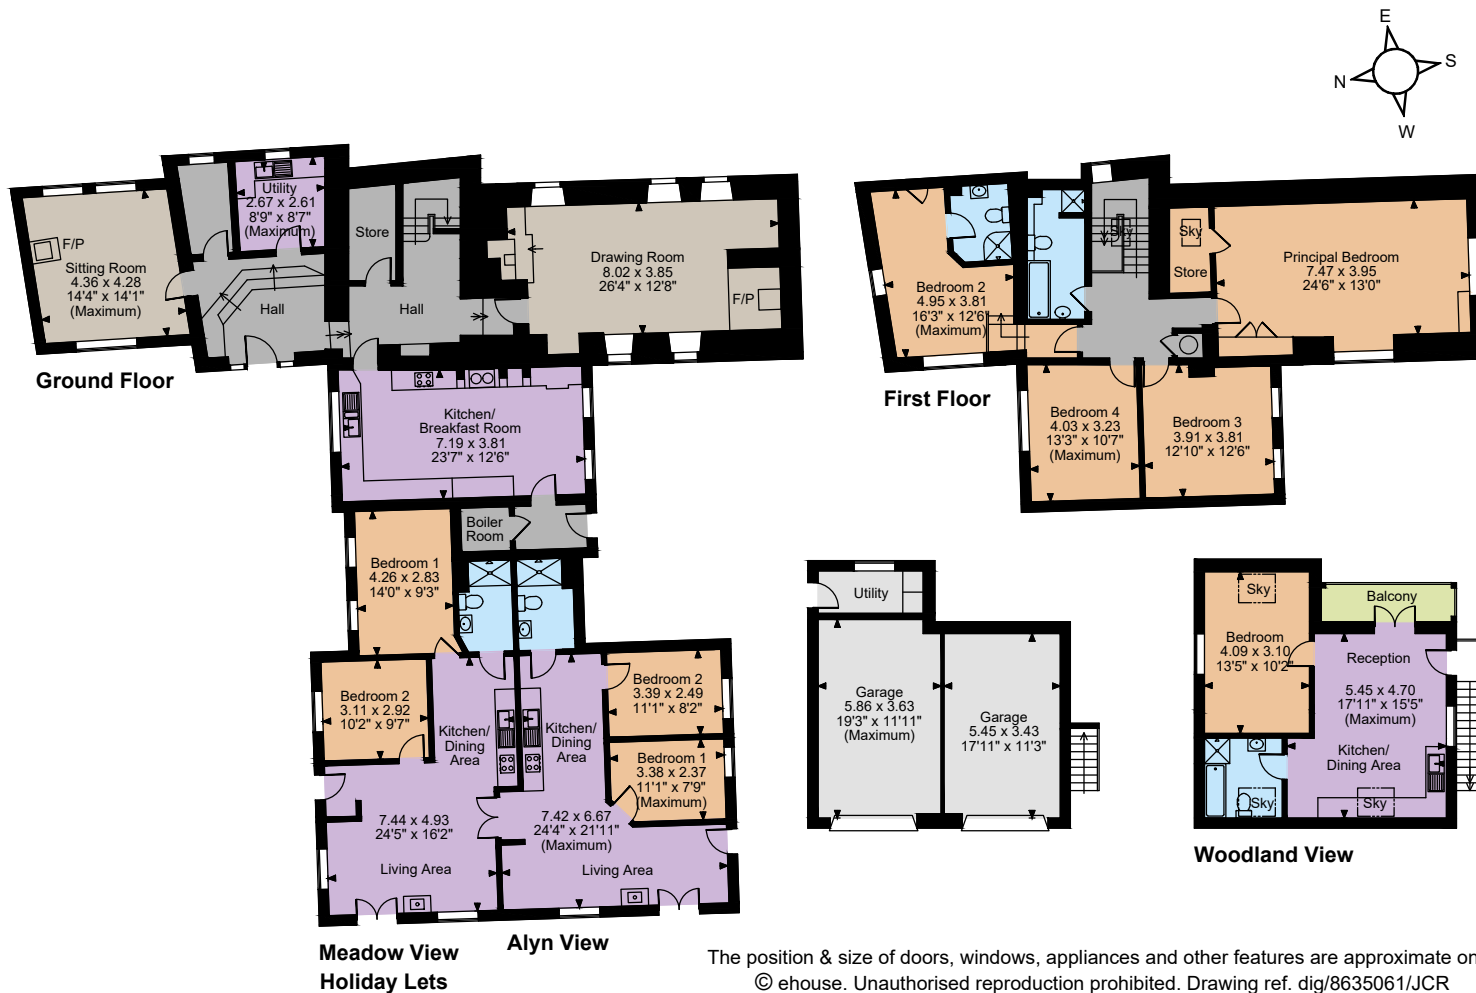 E
N
S
W
Utility
2.67 x 2.61
8'9" x 8'7"
(Maximum)
F/P
Sitting Room
4.36 x 4.28
14'4" x 14'1"
(Maximum)
Hall
Store
Hall
Drawing Room
8.02 x 3.85
26'4" x 12'8"
F/P
Ground Floor
Kitchen/
Breakfast Room
7.19 x 3.81
23'7" x 12'6"
Boiler
Room
Bedroom 1
4.26 x 2.83
14'0" x 9'3"
Bedroom 2
3.11 x 2.92
10'2" x 9'7"
Kitchen/
Dining
Area
Kitchen/
Dining
Area
Bedroom 2
3.39 x 2.49
11'1" x 8'2"
Bedroom 1
3.38 x 2.37
11'1" x 7'9"
(Maximum)
7.44 x 4.93
24'5" x 16'2"
Living Area
7.42 x 6.67
24'4" x 21'11"
(Maximum)
Living Area
Meadow View
Holiday Lets
Alyn View
Bedroom 2
4.95 x 3.81
16'3" x 12'6"
(Maximum)
Sky
Sky
Store
Principal Bedroom
7.47 x 3.95
24'6" x 13'0"
First Floor
Bedroom 4
4.03 x 3.23
13'3" x 10'7"
(Maximum)
Bedroom 3
3.91 x 3.81
12'10" x 12'6"
Utility
Garage
5.86 x 3.63
19'3" x 11'11"
(Maximum)
Garage
5.45 x 3.43
17'11" x 11'3"
Sky
Balcony
Bedroom
4.09 x 3.10
13'5" x 10'2"
Reception
5.45 x 4.70
17'11" x 15'5"
(Maximum)
Kitchen/
Dining Area
Sky
Sky
Woodland View
The position & size of doors, windows, appliances and other features are approximate on
© ehouse. Unauthorised reproduction prohibited. Drawing ref. dig/8635061/JCR